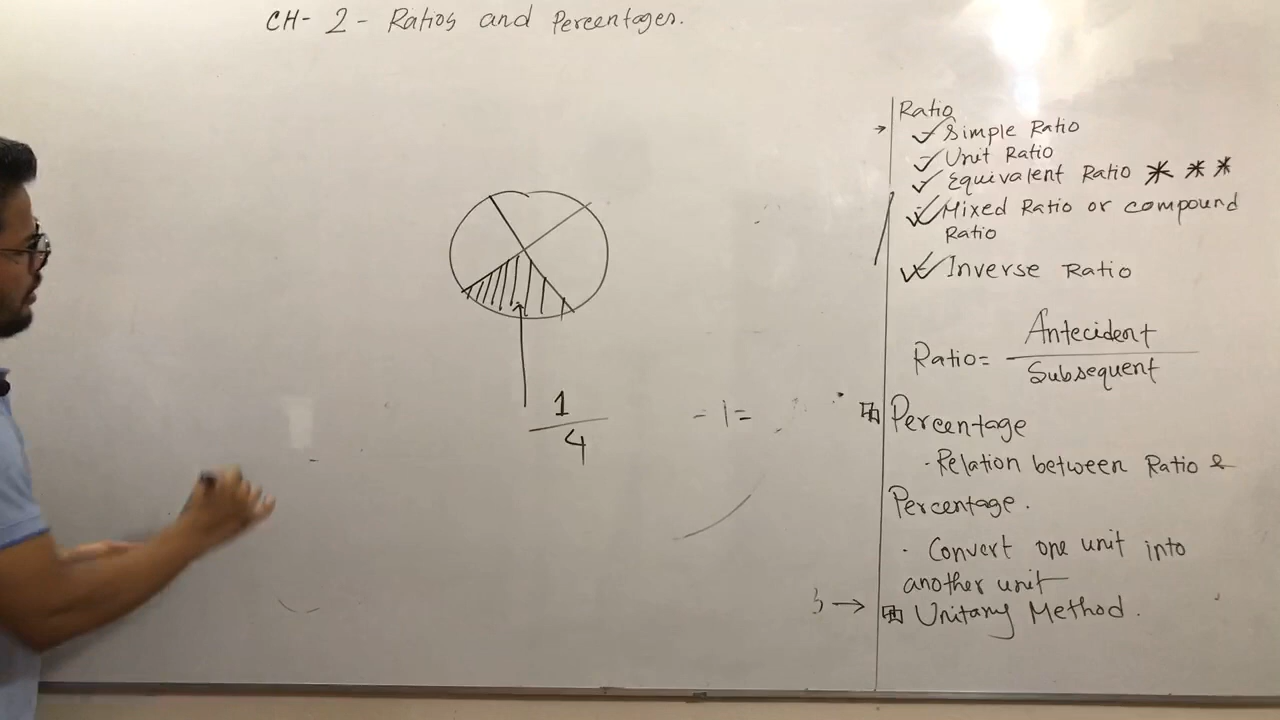 CH- 2 - Ratios and Percentages.
Ratio
→ ✓ Simple Ratio
✓ Unit Ratio
✓ Equivalent Ratio * * *
✓ Mixed Ratio or compound
Ratio
✓ Inverse Ratio
Ratio = Antecident
Subsequent
Percentage
· Relation between Ratio &
Percentage.
· Convert one unit into
another unit
→ Unitary Method.
1
4
- 1 =